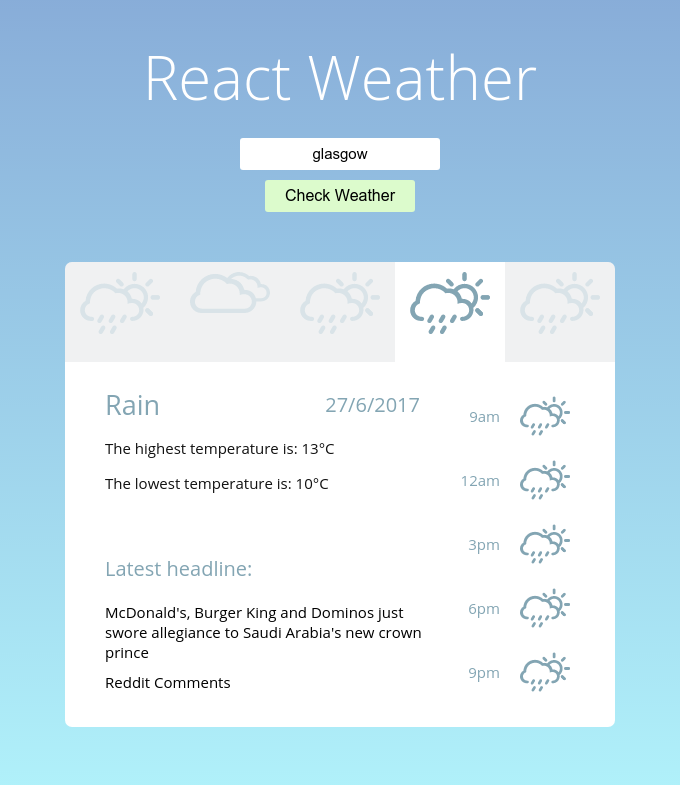 React Weather
glasgow
Check Weather
Rain
27/6/2017
The highest temperature is: 13°C
The lowest temperature is: 10°C
Latest headline:
McDonald's, Burger King and Dominos just
swore allegiance to Saudi Arabia's new crown
prince
Reddit Comments
9am
12am
3pm
6pm
9pm